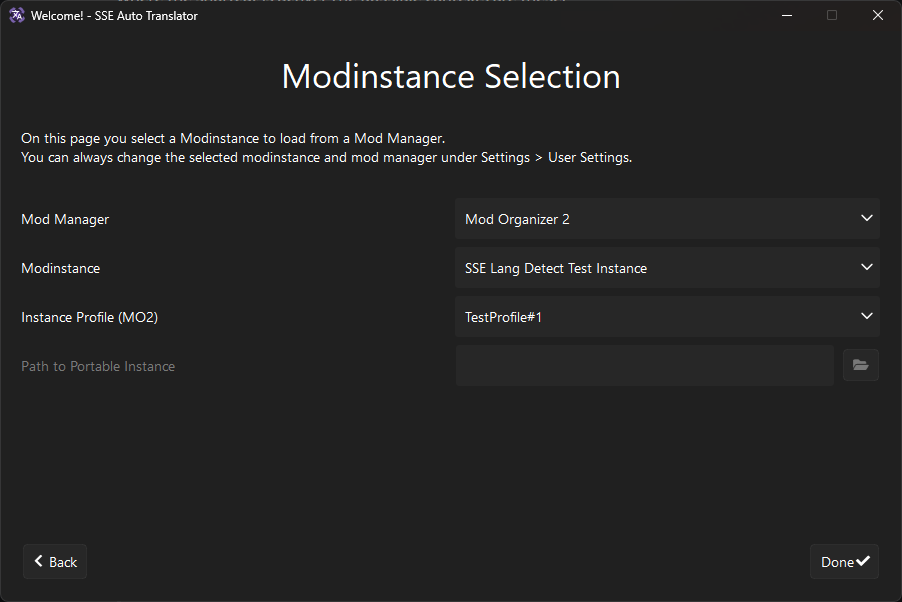 Welcome! - SSE Auto Translator
Modinstance Selection
On this page you select a Modinstance to load from a Mod Manager.
You can always change the selected modinstance and mod manager under Settings > User Settings.
Mod Manager
Mod Organizer 2
Modinstance
SSE Lang Detect Test Instance
Instance Profile (MO2)
TestProfile#1
Path to Portable Instance
Back
Done